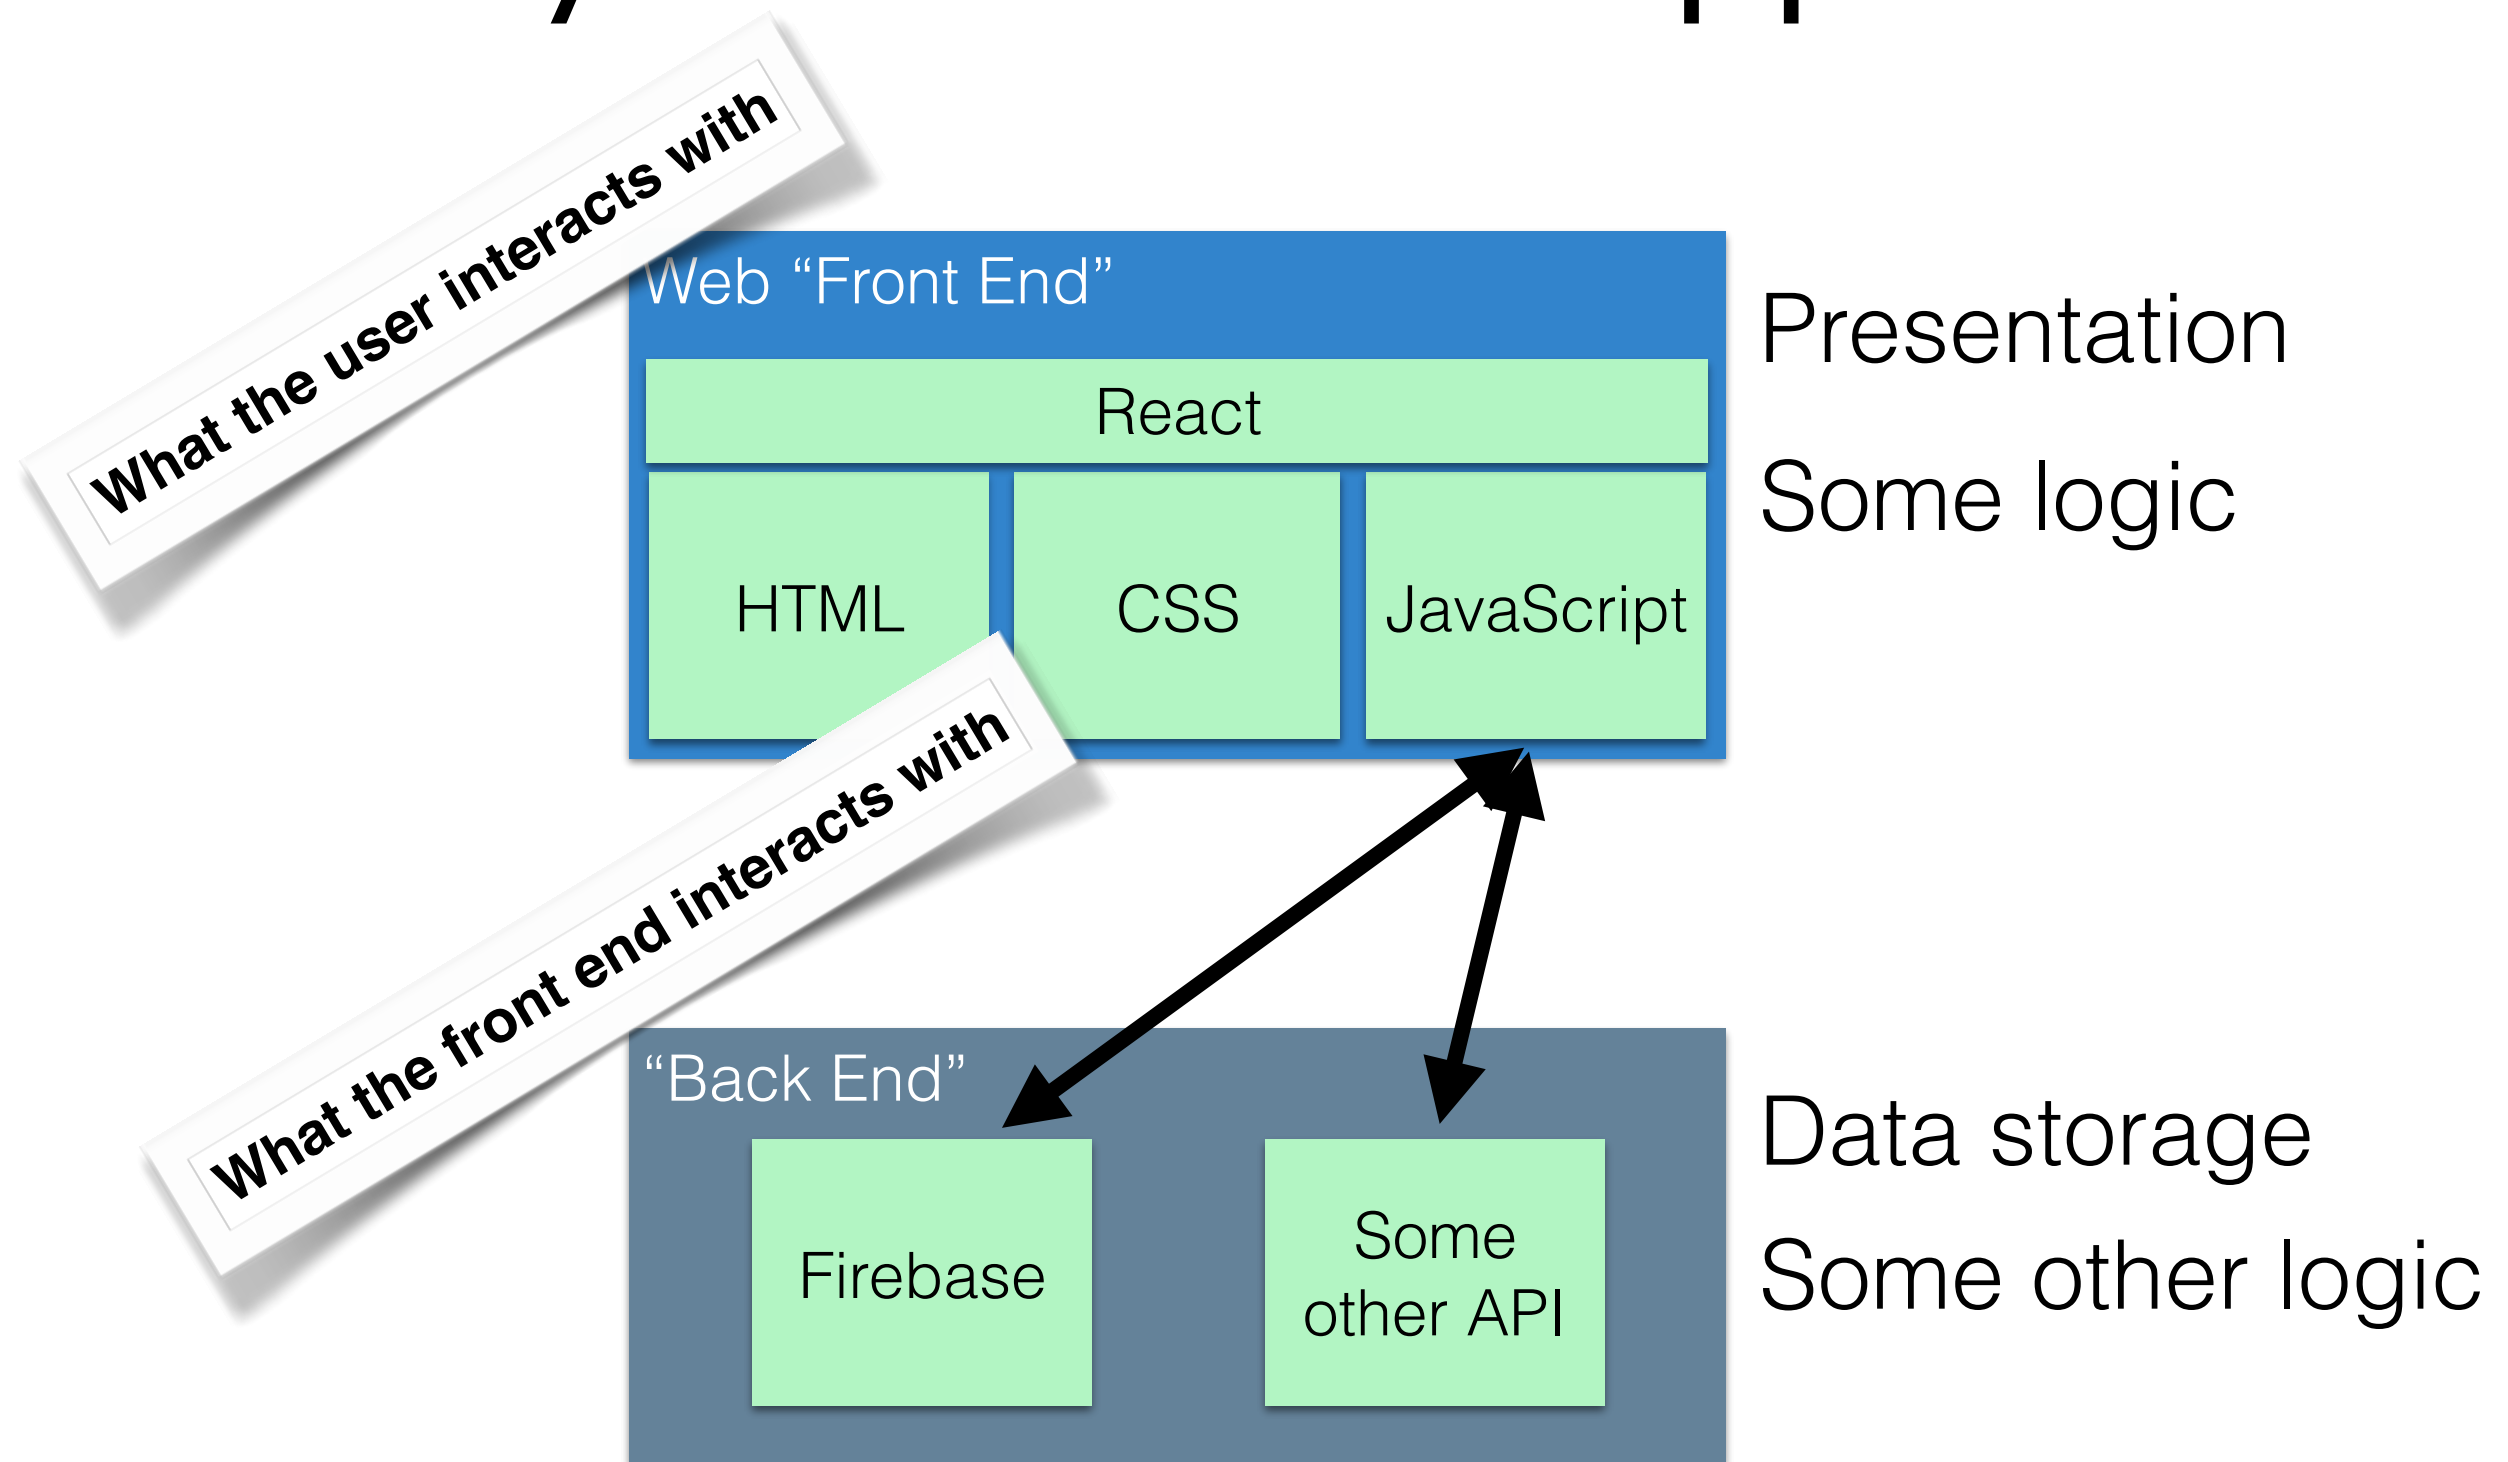 What the user interacts with
Web “Front End”
Presentation
React
Some logic
HTML
CSS
JavaScript
What the front end interacts with
“Back End”
Data storage
Firebase
Some
other API
Some other logic